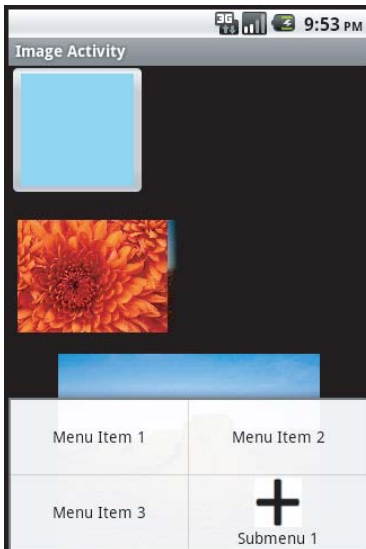 3G 9:53 PM
Image Activity
Menu Item 1 Menu Item 2
Menu Item 3
Submenu 1